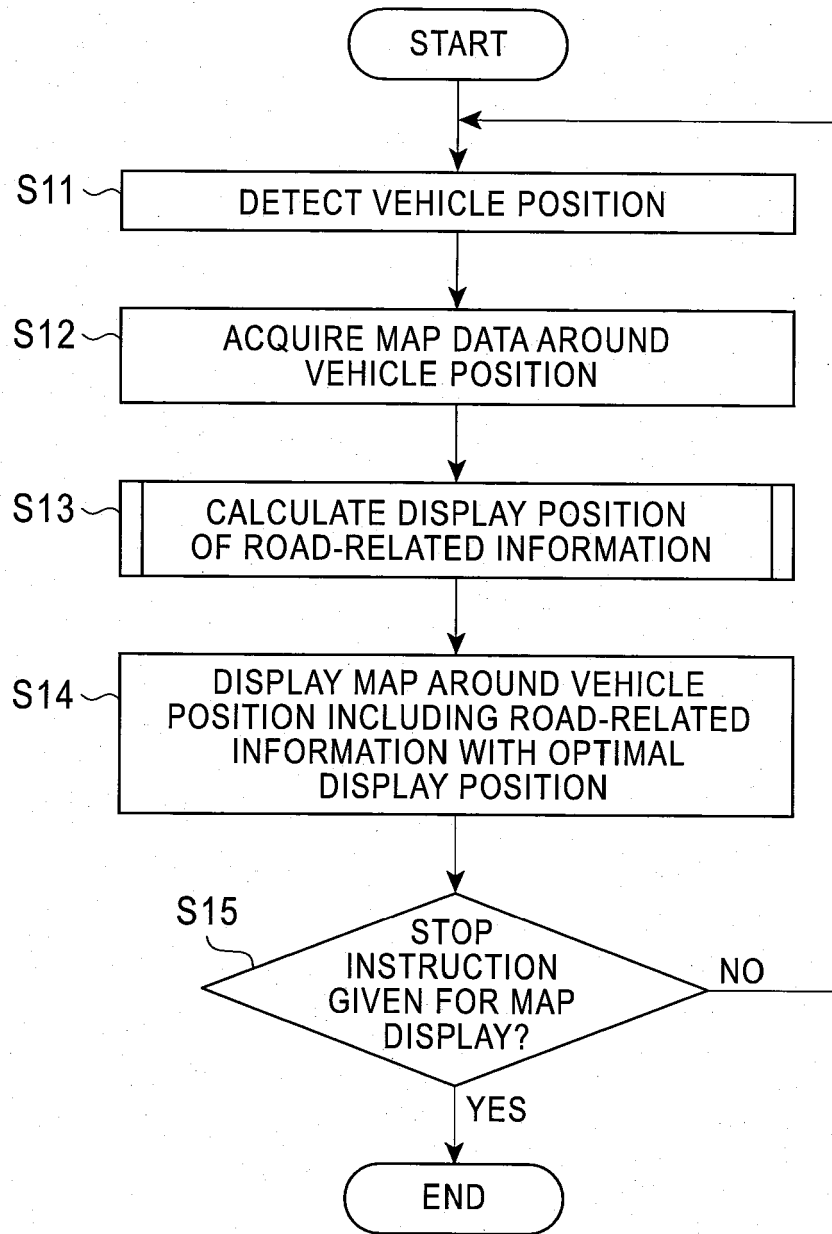 START
S11
DETECT VEHICLE POSITION
S12
ACQUIRE MAP DATA AROUND
VEHICLE POSITION
S13
CALCULATE DISPLAY POSITION
OF ROAD-RELATED INFORMATION
S14
DISPLAY MAP AROUND VEHICLE
POSITION INCLUDING ROAD-RELATED
INFORMATION WITH OPTIMAL
DISPLAY POSITION
S15
STOP
INSTRUCTION
GIVEN FOR MAP
DISPLAY?
NO
YES
END